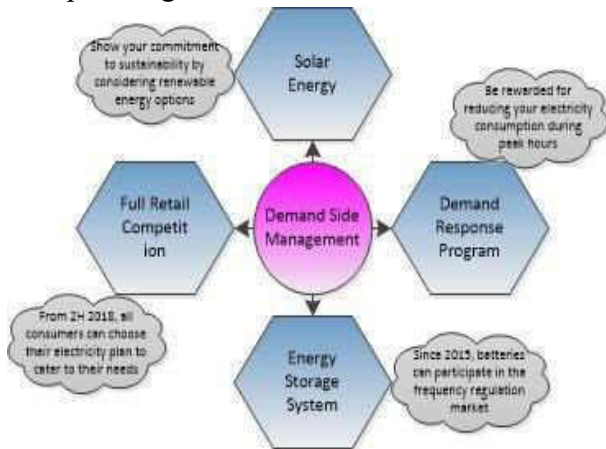 Show your commitment
to sustainability by
considering renewable
energy options
Solar
Energy
Be rewarded for
reducing your electricity
consumption during
peak hours
Full Retail
Competit
ion
Demand Side
Management
Demand
Response
Program
From 2H 2018, all
consumers can choose
their electricity plan to
cater to their needs
Energy
Storage
System
Since 2015, batteries
can participate in the
frequency regulation
market